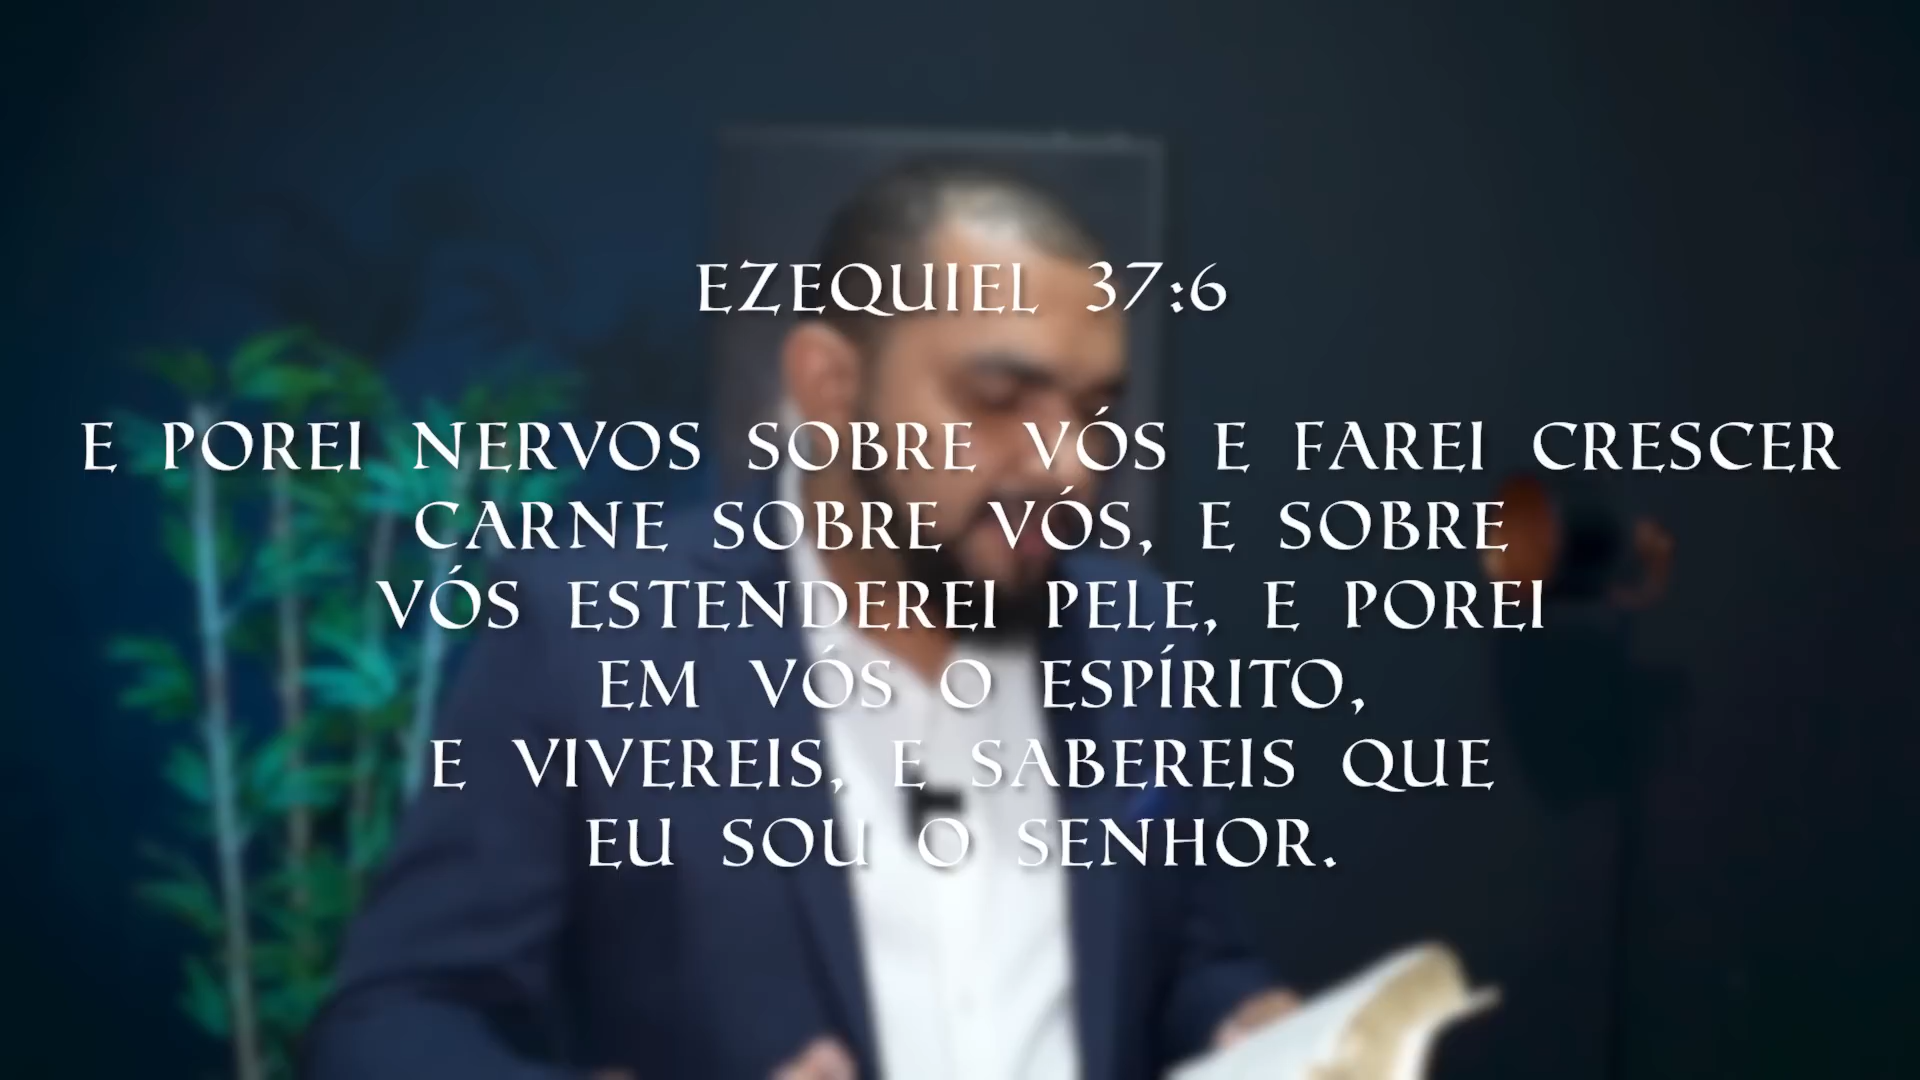 EZEQUIEL 37:6
E POREI NERVOS SOBRE VÓS E FAREI CRESCER
CARNE SOBRE VÓS, E SOBRE
VÓS ESTENDEREI PELE, E POREI
EM VÓS O ESPÍRITO,
E VIVEREIS, E SABEREIS QUE
EU SOU O SENHOR.